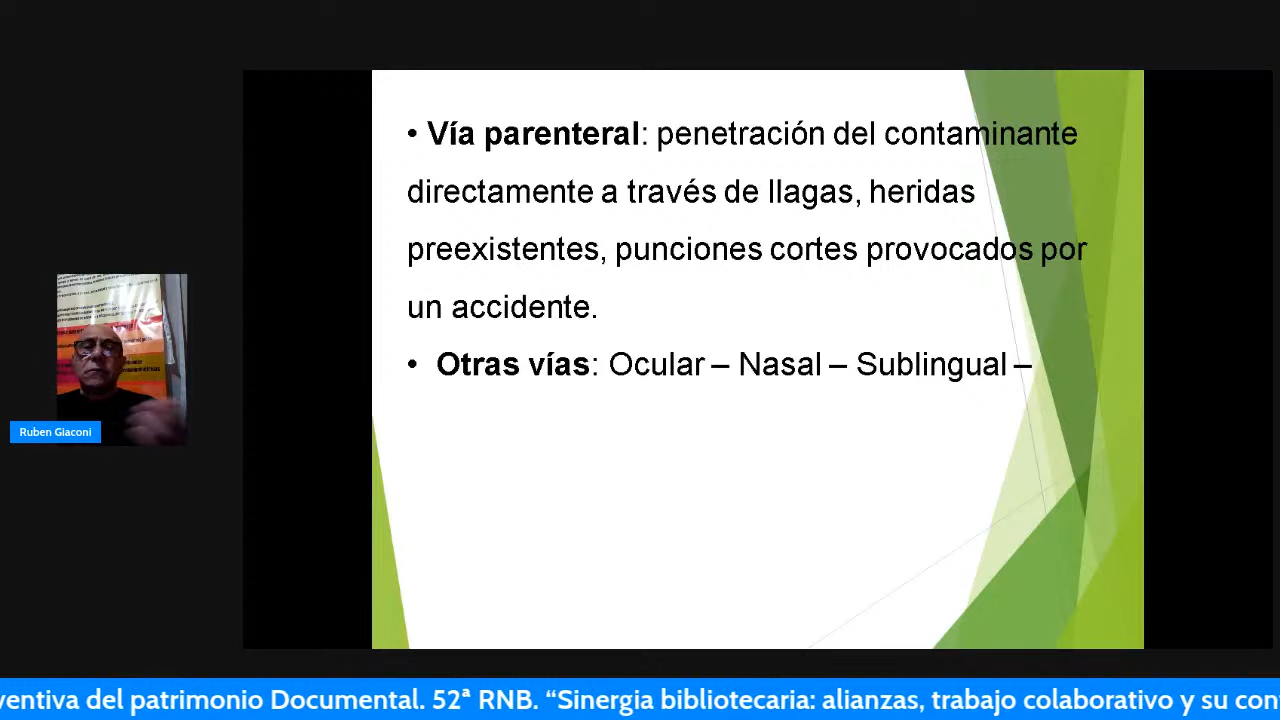 • Vía parenteral: penetración del contaminante
directamente a través de llagas, heridas
preexistentes, punciones cortes provocados por
un accidente.
• Otras vías: Ocular – Nasal – Sublingual –
Ruben Giaconi
ventiva del patrimonio Documental. 52ª RNB. “Sinergia bibliotecaria: alianzas, trabajo colaborativo y su con